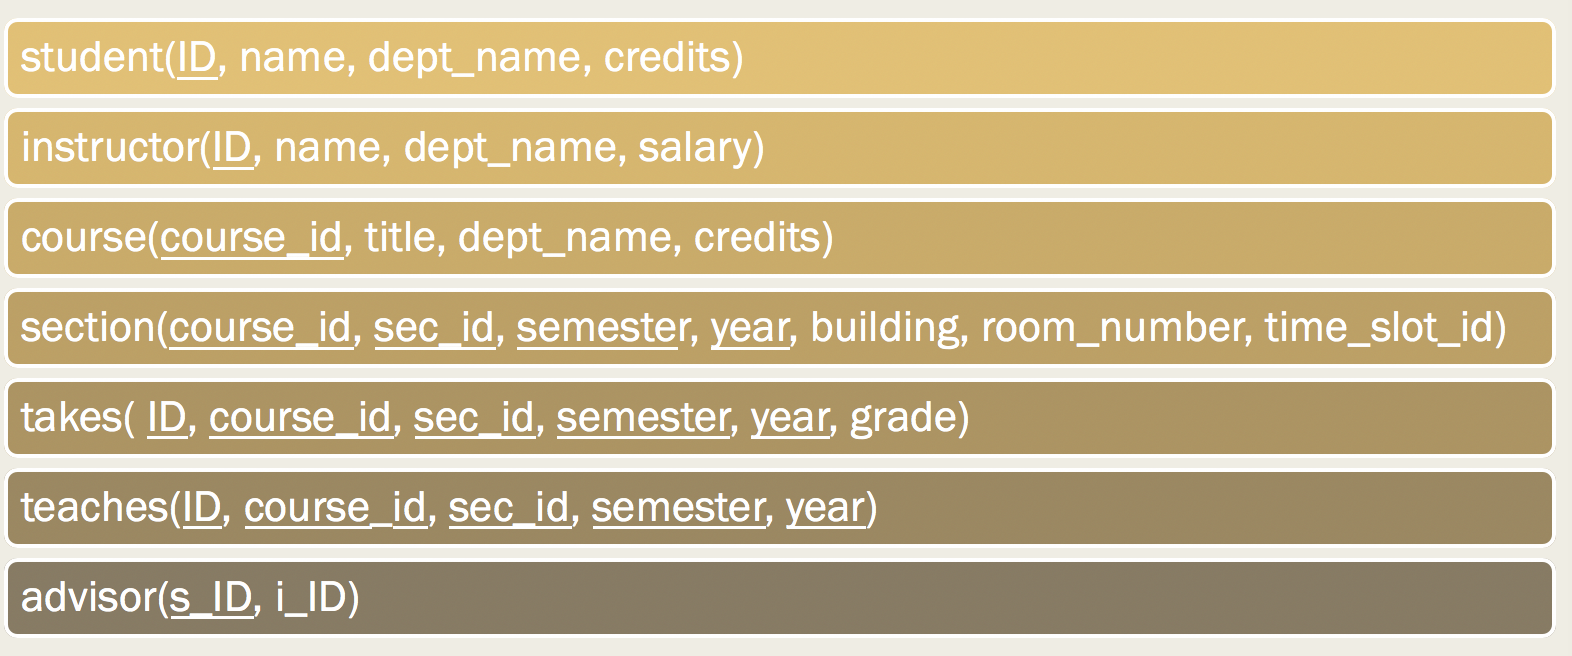 student(ID, name, dept_name, credits)
instructor(ID, name, dept_name, salary)
course(course_id, title, dept_name, credits)
section(course_id, sec_id, semester, year, building, room_number, time_slot_id)
takes( ID, course_id, sec_id, semester, year, grade)
teaches(ID, course_id, sec_id, semester, year)
advisor(s_ID, i_ID)